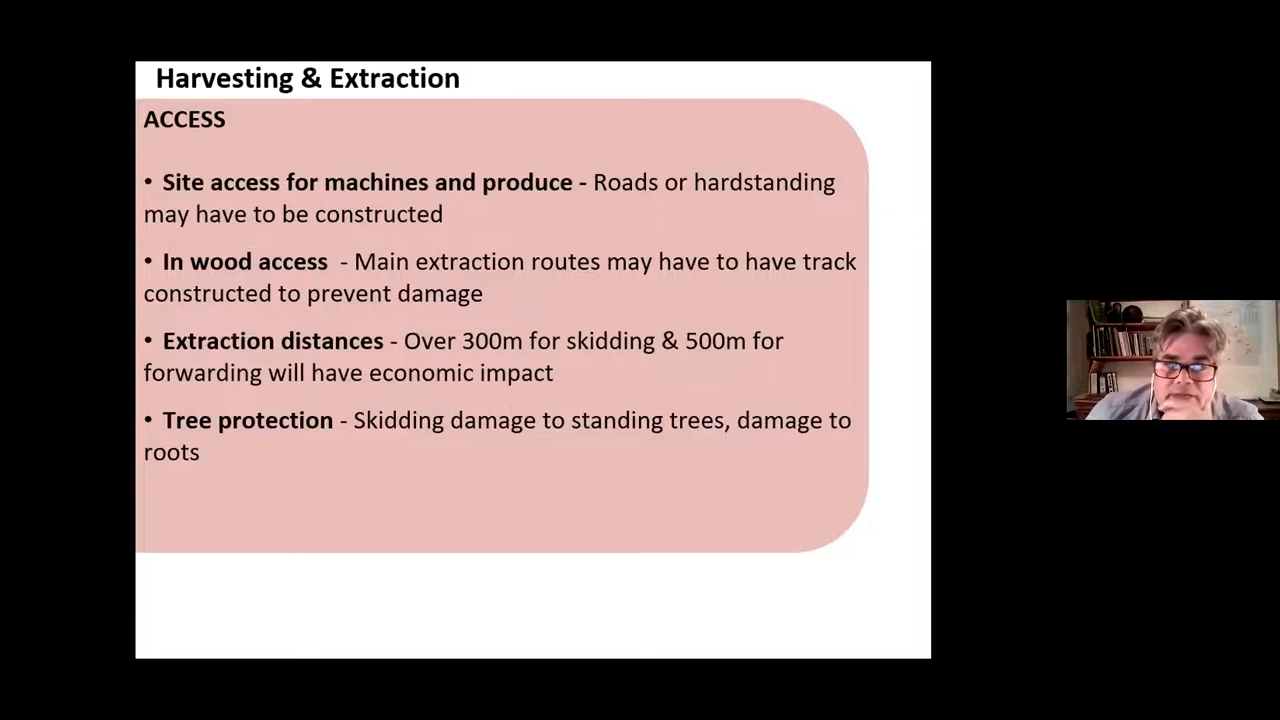 Harvesting & Extraction
ACCESS
• Site access for machines and produce - Roads or hardstanding
may have to be constructed
• In wood access - Main extraction routes may have to have track
constructed to prevent damage
• Extraction distances - Over 300m for skidding & 500m for
forwarding will have economic impact
• Tree protection - Skidding damage to standing trees, damage to
roots